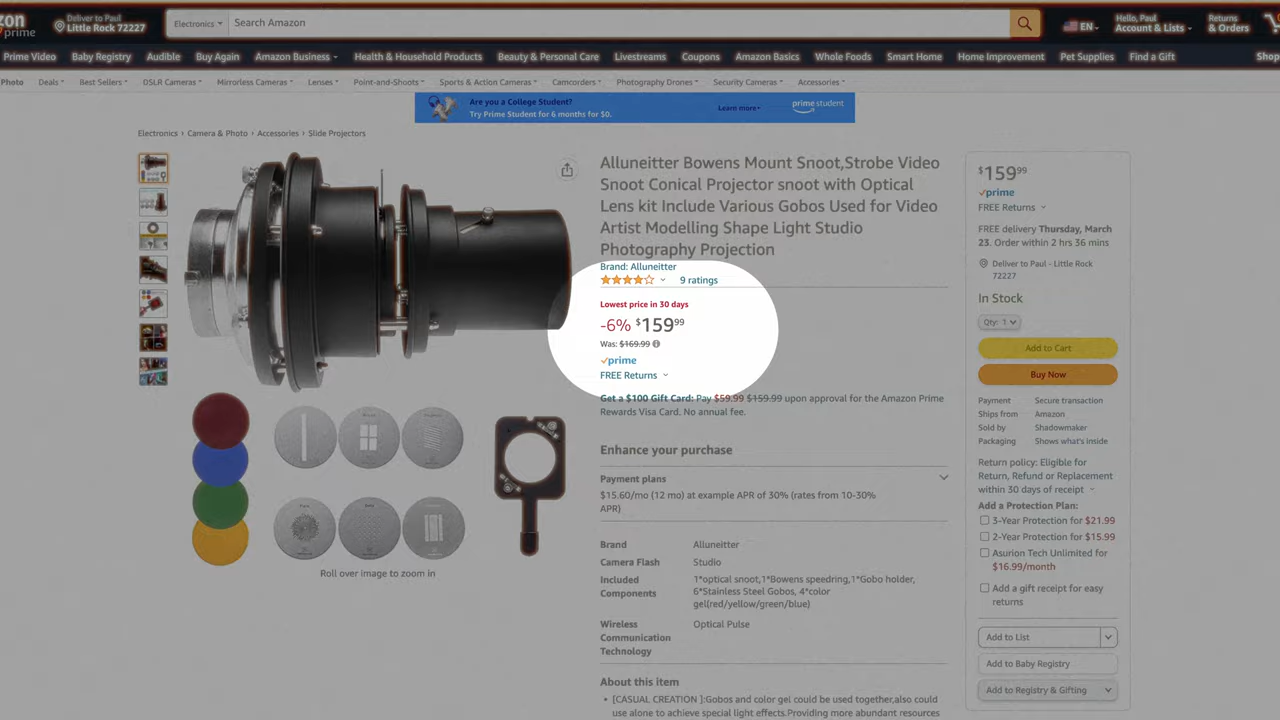 zon
prime
Deliver to Paul
Little Rock 72227
Electronics
Search Amazon
EN
Hello, Paul
Account & Lists
Returns
& Orders
Prime Video
Baby Registry
Audible
Buy Again
Amazon Business
Health & Household Products
Beauty & Personal Care
Livestreams
Coupons
Amazon Basics
Whole Foods
Smart Home
Home Improvement
Pet Supplies
Find a Gift
Shop
Photo
Deals
Best Sellers
DSLR Cameras
Mirrorless Cameras
Lenses
Point-and-Shoots
Sports & Action Cameras
Camcorders
Photography Drones
Security Cameras
Accessories
Are you a College Student?
Try Prime Student for 6 months for $0.
Learn more
prime student
Electronics › Camera & Photo › Accessories › Slide Projectors
Alluneitter Bowens Mount Snoot,Strobe Video
Snoot Conical Projector snoot with Optical
Lens kit Include Various Gobos Used for Video
Artist Modelling Shape Light Studio
Photography Projection
Brand: Alluneitter
9 ratings
Lowest price in 30 days
-6% $159.99
Was: $169.99
prime
FREE Returns
Get a $100 Gift Card: Pay $59.99 $159.99 upon approval for the Amazon Prime
Rewards Visa Card. No annual fee.
Enhance your purchase
Payment plans
$15.60/mo (12 mo) at example APR of 30% (rates from 10-30%
APR)
Brand Alluneitter
Camera Flash Studio
Included
Components
1*optical snoot,1*Bowens speedring,1*Gobo holder,
6*Stainless Steel Gobos, 4*color
gel(red/yellow/green/blue)
Wireless
Communication
Technology
Optical Pulse
About this item
• [CASUAL CREATION ]:Gobos and color gel could be used together,also could
use alone to achieve special light effects.Providing more abundant resources
Roll over image to zoom in
$159.99
prime
FREE Returns
FREE delivery Thursday, March
23. Order within 2 hrs 36 mins
Deliver to Paul - Little Rock
72227
In Stock
Qty: 1
Add to Cart
Buy Now
Payment Secure transaction
Ships from Amazon
Sold by Shadowmaker
Packaging Shows what's inside
Return policy: Eligible for
Return, Refund or Replacement
within 30 days of receipt
Add a Protection Plan:
3-Year Protection for $21.99
2-Year Protection for $15.99
Asurion Tech Unlimited for
$16.99/month
Add a gift receipt for easy
returns
Add to List
Add to Baby Registry
Add to Registry & Gifting